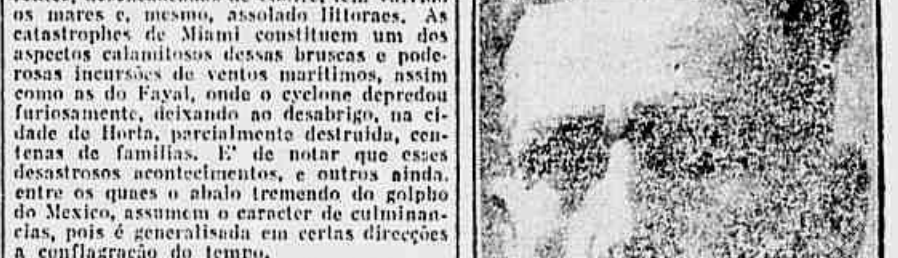 os mares e, mesmo, assolado littoraes. As
catastrophes de Miami constituem um dos
aspectos calamitosos dessas bruscas e pode-
rosas incursões de ventos maritimos, assim
como as do Fayal, onde o cyclone depredou
furiosamente, deixando ao desabrigo, na ci-
dade de Horta, parcialmente destruida, cen-
tenas de familias. E' de notar que esses
desastrosos acontecimentos, e outros ainda,
entre os quaes o abalo tremendo do golpho
do Mexico, assumem o caracter de culminan-
cias, pois é generalisada em certas direcções
a conflagração do tempo.